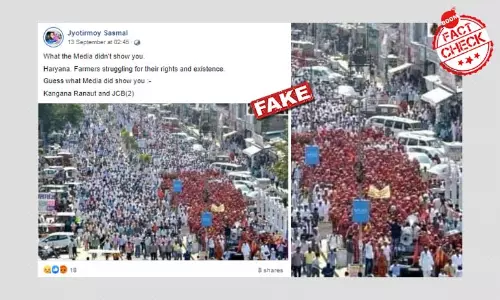 Jyotirmoy Sasmal
13 September at 02:45
What the Media didn't show you.
Haryana. Farmers struggling for their rights and existence.
Guess what Media did show you :-
Kangana Ranaut and JCB(2)
FAKE
18
8 shares
BOOM
FACT
CHECK